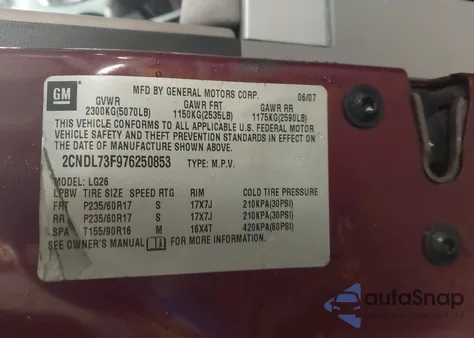 GM
MFD BY GENERAL MOTORS CORP. 06/07
GVWR GAWR FRT GAWR RR
2300KG(5070LB) 1150KG(2535LB) 1175KG(2590LB)
THIS VEHICLE CONFORMS TO ALL APPLICABLE U.S. FEDERAL MOTOR
VEHICLE SAFETY AND THEFT PREVENTION STANDARDS IN EFFECT ON
THE DATE OF MANUFACTURE SHOWN ABOVE.
2CNDL73F976250853 TYPE: M.P.V.
MODEL: LG26
LPBW TIRE SIZE SPEED RTG RIM COLD TIRE PRESSURE
FRT P235/60R17 S 17X7J 210KPA(30PSI)
RR P235/60R17 S 17X7J 210KPA(30PSI)
SPA T155/90R16 M 16X4T 420KPA(60PSI)
SEE OWNER'S MANUAL FOR MORE INFORMATION.
autoSnap